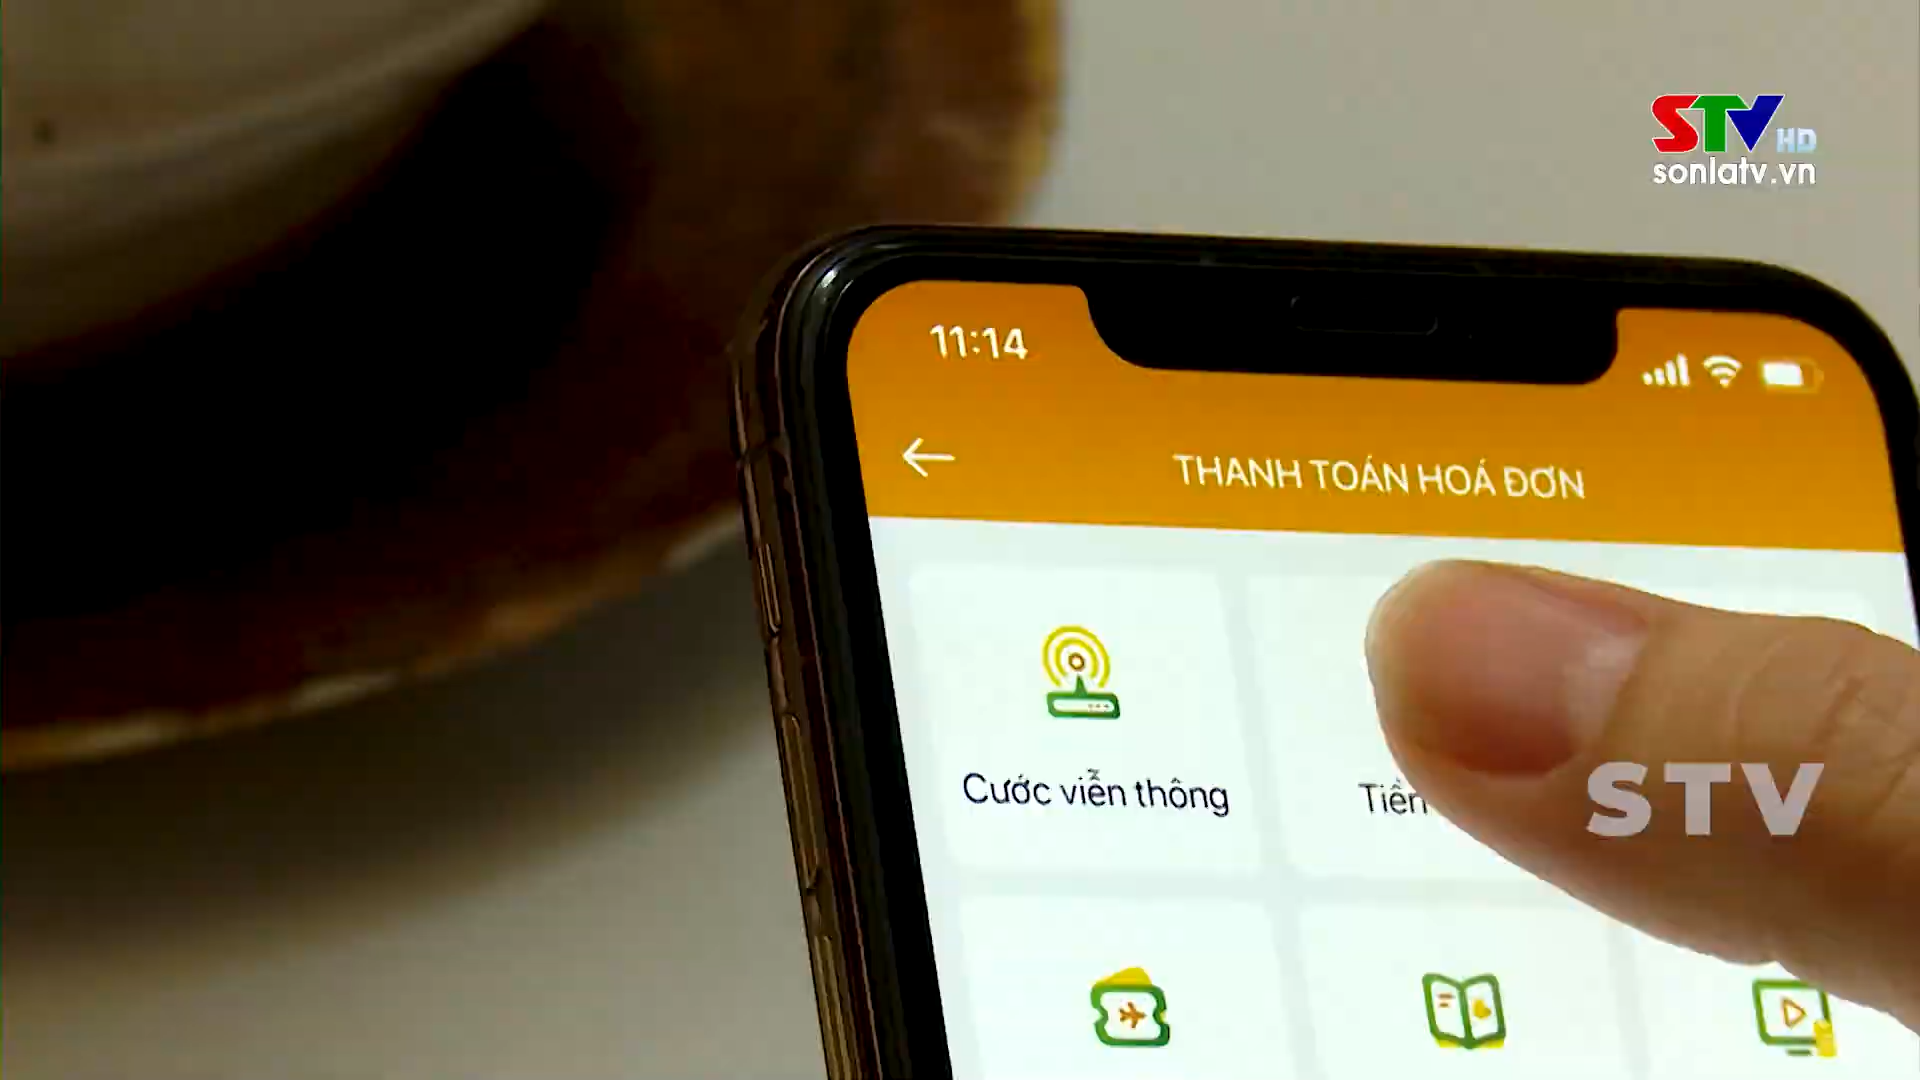 STV HD
sonlatv.vn
11:14
THANH TOÁN HOÁ ĐƠN
Cước viễn thông
Tiền
STV